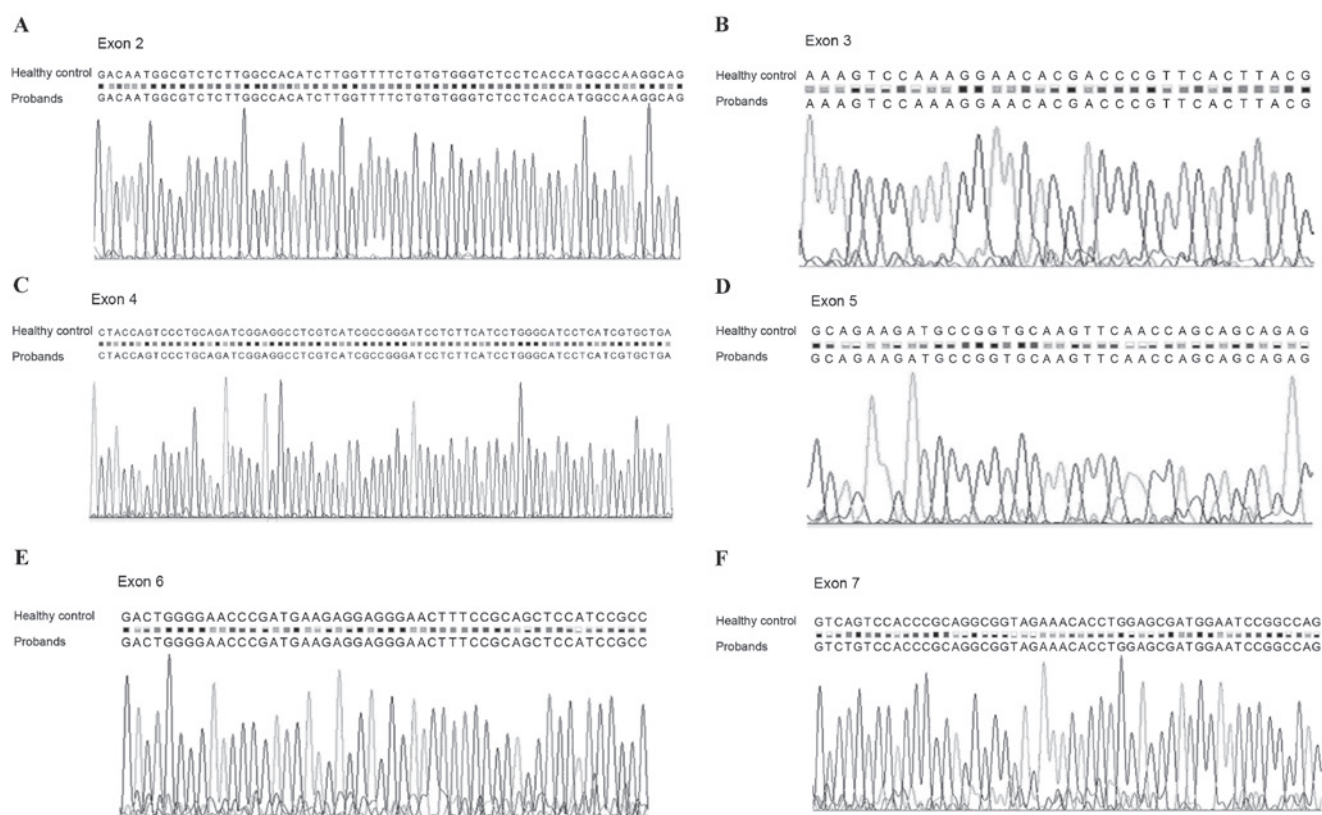 A
Exon 2
Healthy control GACAATGGCGTCTCTTGGCCACATCTTGGTTTTCTGTGTGGGTCTCCTCACCATGGCCAAGGCAG
Probands GACAATGGCGTCTCTTGGCCACATCTTGGTTTTCTGTGTGGGTCTCCTCACCATGGCCAAGGCAG
B
Exon 3
Healthy control AAAGTCCAAAGGAACACGACCCGTTCACTTACG
Probands AAAGTCCAAAGGAACACGACCCGTTCACTTACG
C
Exon 4
Healthy control CTACCAGTCCCTGCAGATCGGAGGCCTCGTCATCGCCGGGATCCTCTTCATCCTGGGCATCCTCATCGTGCTGA
Probands CTACCAGTCCCTGCAGATCGGAGGCCTCGTCATCGCCGGGATCCTCTTCATCCTGGGCATCCTCATCGTGCTGA
D
Exon 5
Healthy control GCAGAAGATGCCGGTGCAAGTTCAACCAGCAGCAGAG
Probands GCAGAAGATGCCGGTGCAAGTTCAACCAGCAGCAGAG
E
Exon 6
Healthy control GACTGGGGAACCCGATGAAGAGGAGGGAACTTTCCGCAGCTCCATCCGCC
Probands GACTGGGGAACCCGATGAAGAGGAGGGAACTTTCCGCAGCTCCATCCGCC
F
Exon 7
Healthy control GTCAGTCCACCCGCAGGCGGTAGAAACACCTGGAGCGATGGAATCCGGCCAG
Probands GTCTGTCCACCCGCAGGCGGTAGAAACACCTGGAGCGATGGAATCCGGCCAG